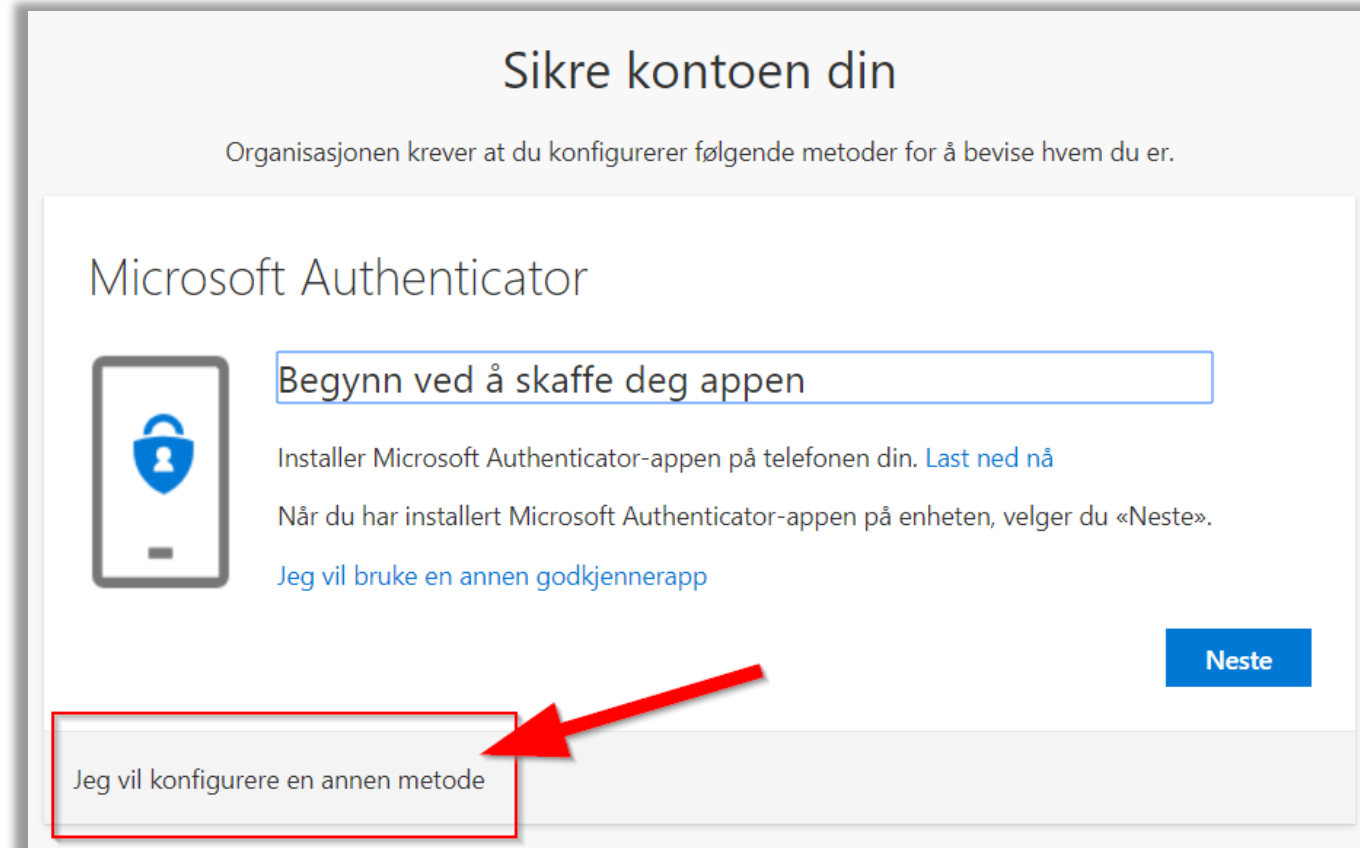 Sikre kontoen din
Organisasjonen krever at du konfigurerer følgende metoder for å bevise hvem du er.
Microsoft Authenticator
Begynn ved å skaffe deg appen
Installer Microsoft Authenticator-appen på telefonen din. Last ned nå
Når du har installert Microsoft Authenticator-appen på enheten, velger du «Neste».
Jeg vil bruke en annen godkjennerapp
Neste
Jeg vil konfigurere en annen metode